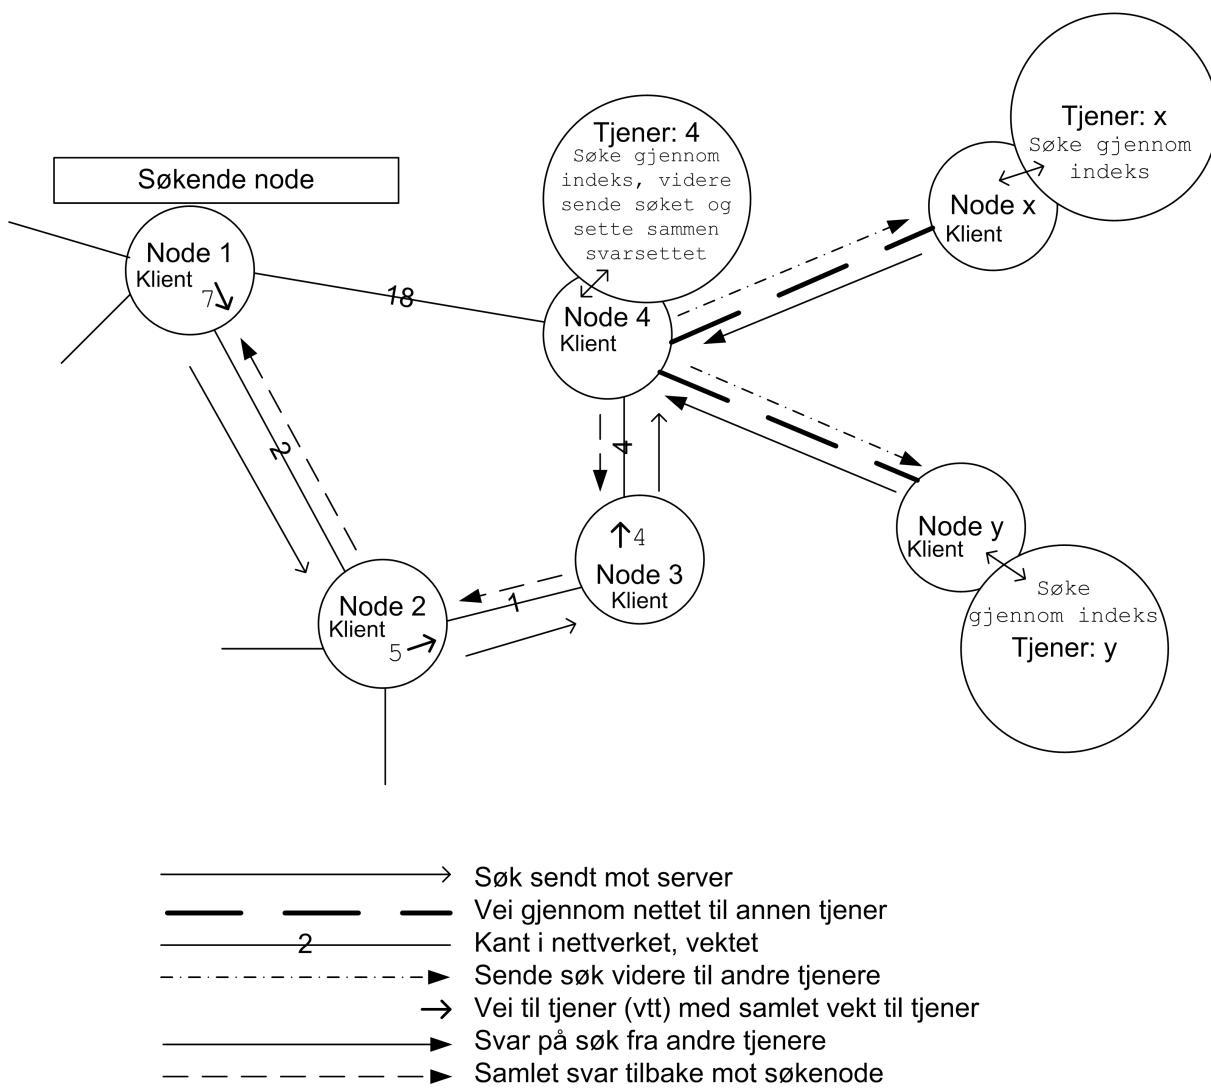 Søkende node
Node 1
Klient
7
18
2
Tjener: 4
Søke gjennom
indeks, videre
sende søket og
sette sammen
svarsettet
Node 4
Klient
4
Tjener: x
Søke gjennom
indeks
Node x
Klient
Node 2
Klient
5
1
4
Node 3
Klient
Node y
Klient
Søke
gjennom indeks
Tjener: y
Søk sendt mot server
Vei gjennom nettet til annen tjener
2
Kant i nettverket, vektet
Sende søk videre til andre tjenere
Vei til tjener (vtt) med samlet vekt til tjener
Svar på søk fra andre tjenere
Samlet svar tilbake mot søkenode